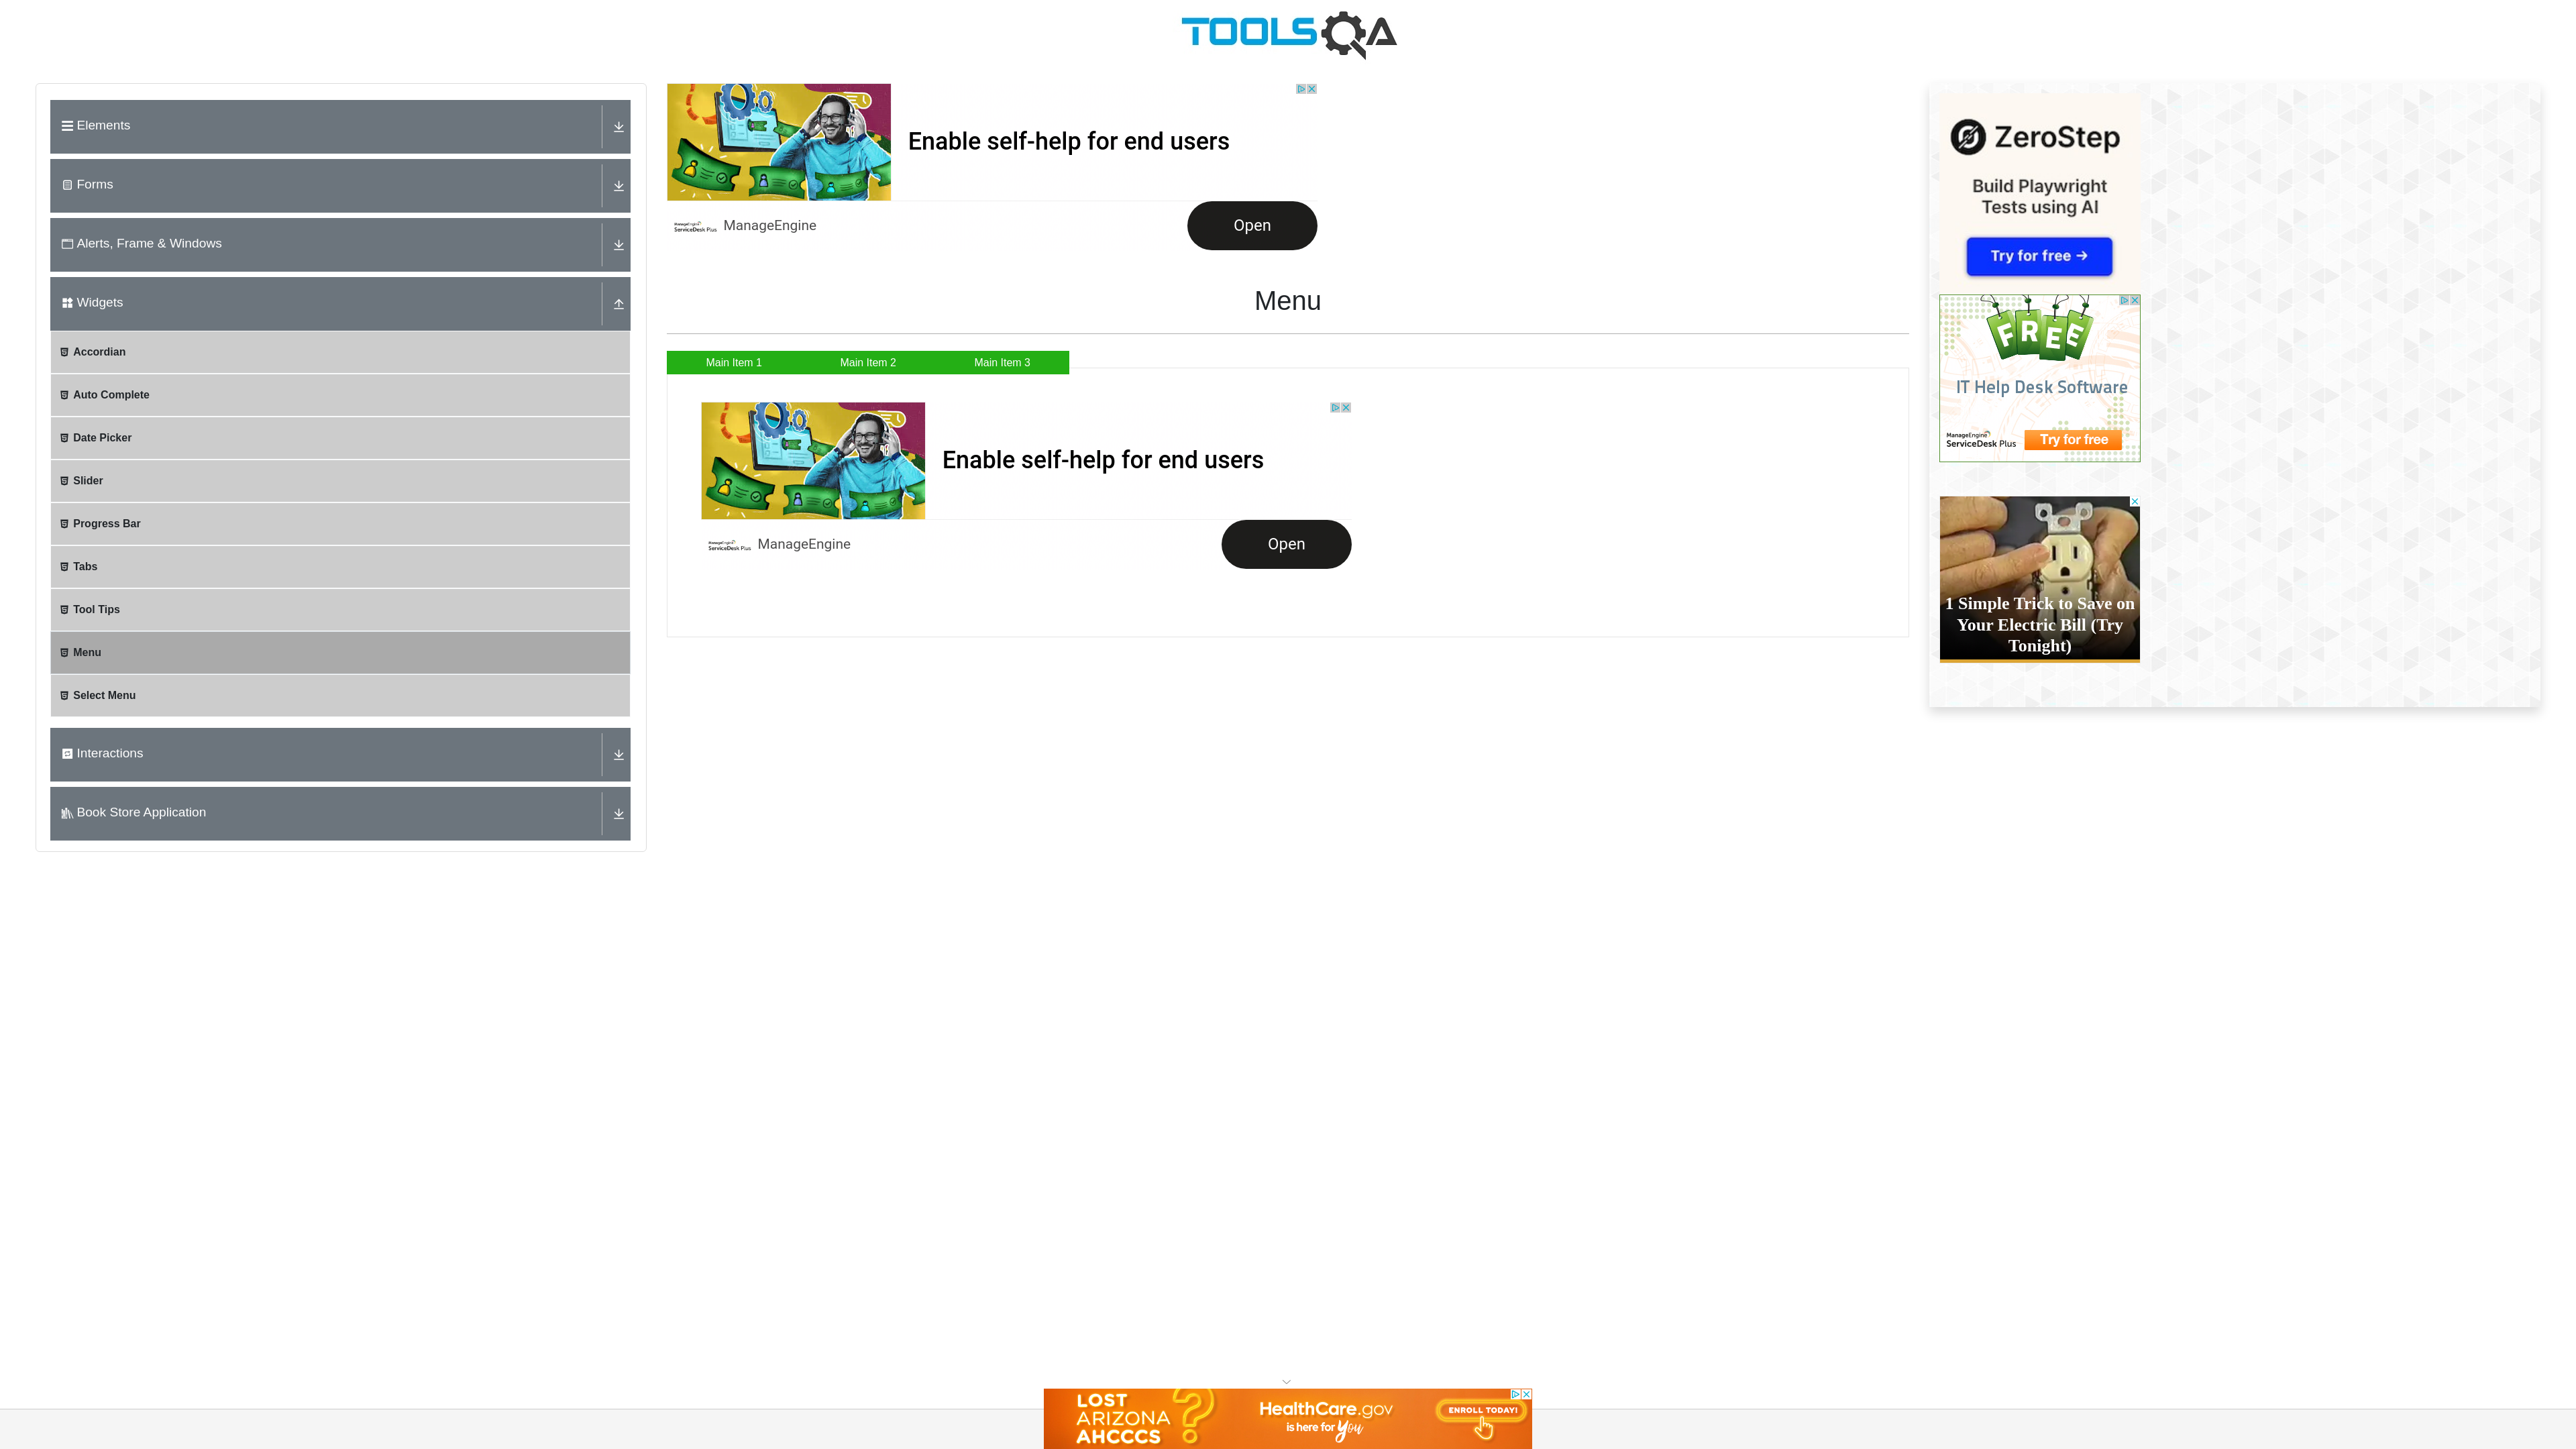 TOOLSQA
Elements
Forms
Alerts, Frame & Windows
Widgets
Accordian
Auto Complete
Date Picker
Slider
Progress Bar
Tabs
Tool Tips
Menu
Select Menu
Interactions
Book Store Application
Enable self-help for end users
ManageEngine
ServiceDesk Plus
ManageEngine
Open
Menu
Main Item 1
Main Item 2
Main Item 3
Enable self-help for end users
ManageEngine
ServiceDesk Plus
ManageEngine
Open
ZeroStep
Build Playwright
Tests using AI
Try for free →
FREE
IT Help Desk Software
ManageEngine
ServiceDesk Plus
Try for free
1 Simple Trick to Save on
Your Electric Bill (Try
Tonight)
LOST
ARIZONA
AHCCCS
?
HealthCare.gov
is here for you
ENROLL TODAY!